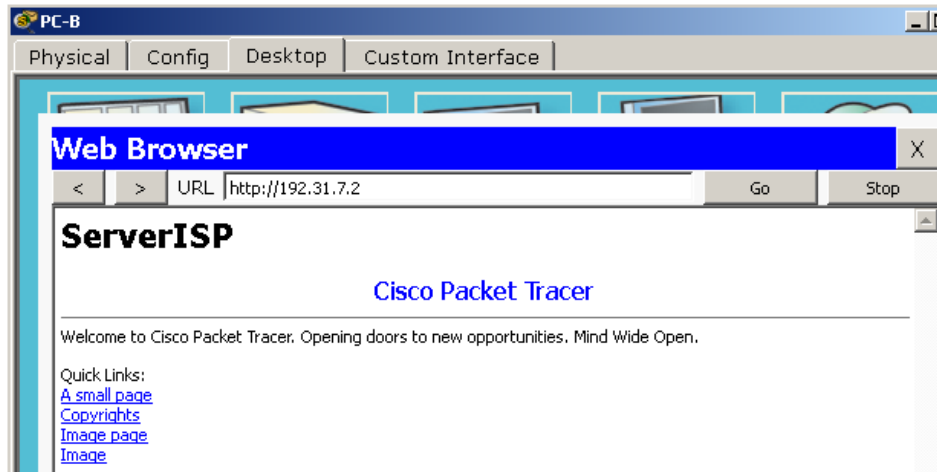 PC-B
Physical Config Desktop Custom Interface
Web Browser X
< > URL http://192.31.7.2 Go Stop
ServerISP
Cisco Packet Tracer
Welcome to Cisco Packet Tracer. Opening doors to new opportunities. Mind Wide Open.
Quick Links:
A small page
Copyrights
Image page
Image